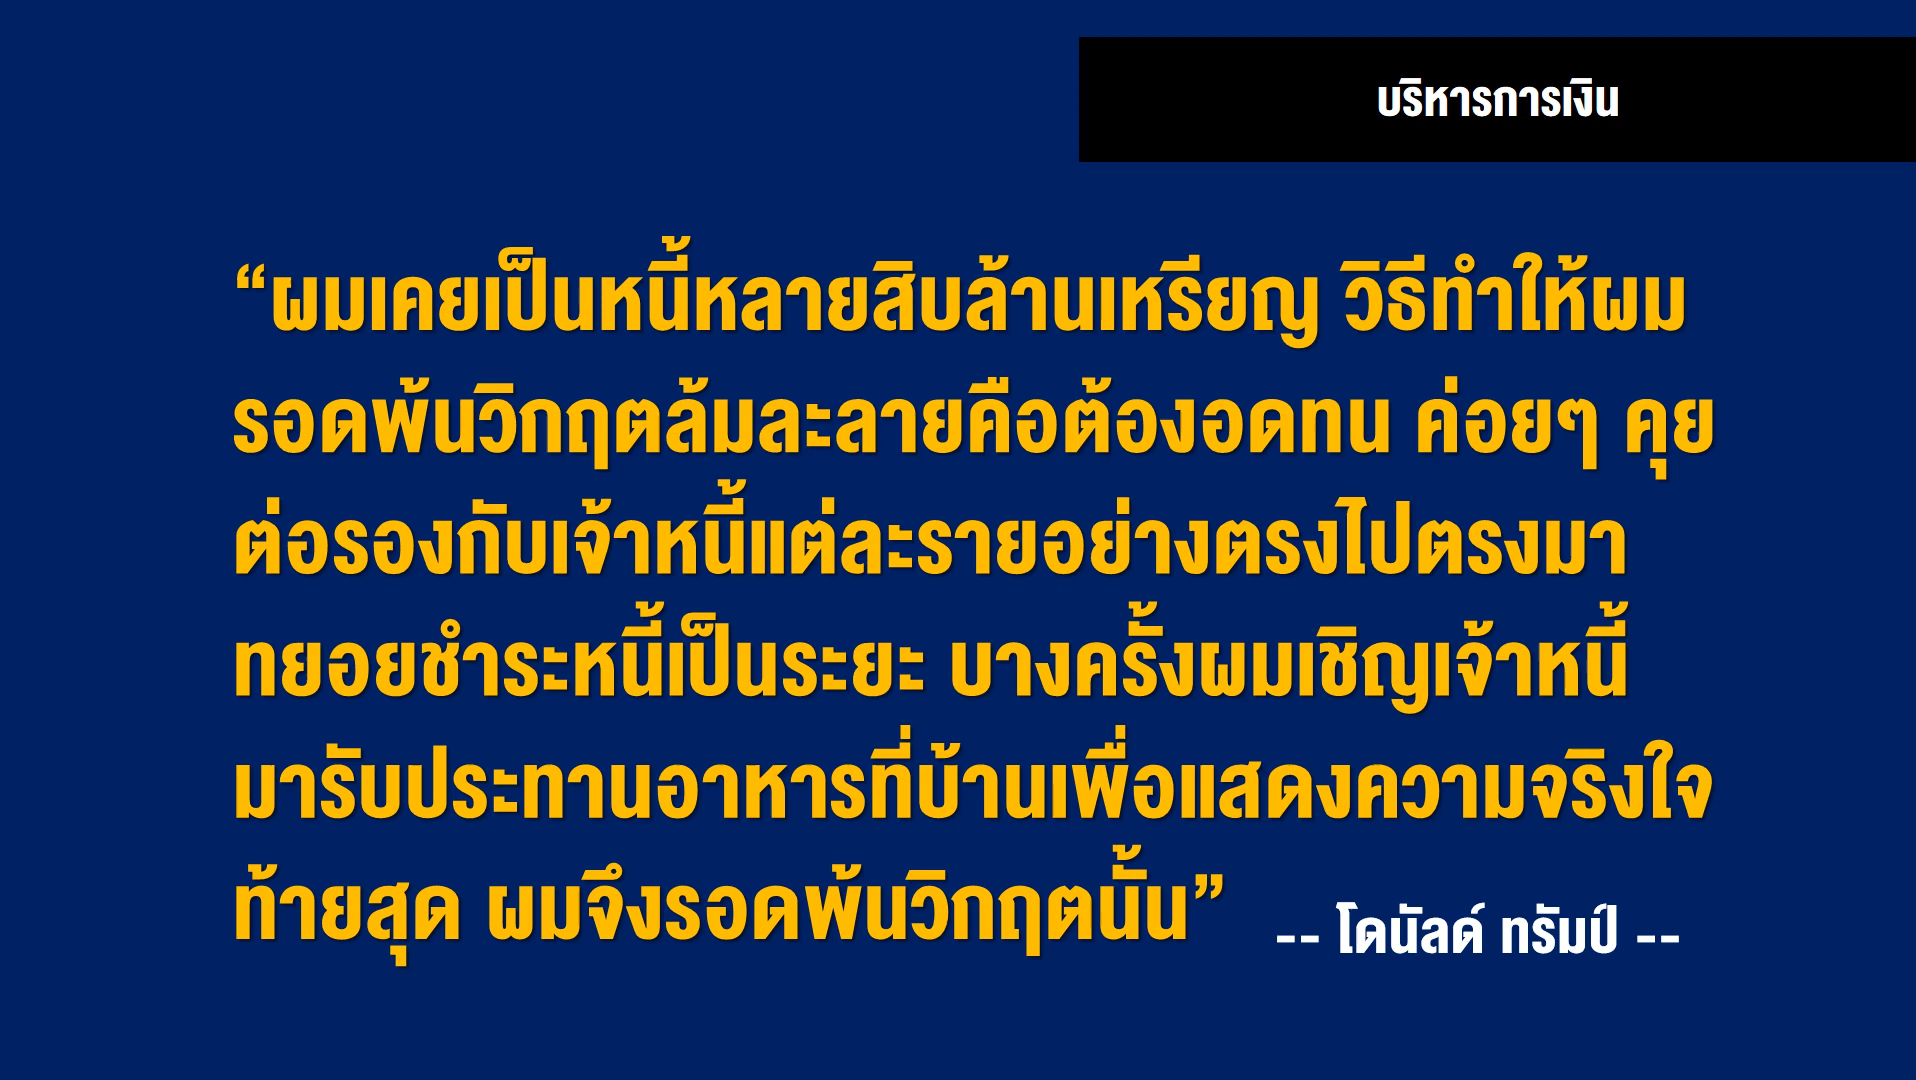 บริหารการเงิน
“ผมเคยเป็นหนี้หลายสิบล้านเหรียญ วิธีทำให้ผม
รอดพ้นวิกฤตล้มละลายคือต้องอดทน ค่อยๆ คุย
ต่อรองกับเจ้าหนี้แต่ละรายอย่างตรงไปตรงมา
ทยอยชำระหนี้เป็นระยะ บางครั้งผมเชิญเจ้าหนี้
มารับประทานอาหารที่บ้านเพื่อแสดงความจริงใจ
ท้ายสุด ผมจึงรอดพ้นวิกฤตนั้น” -- โดนัลด์ ทรัมป์ --